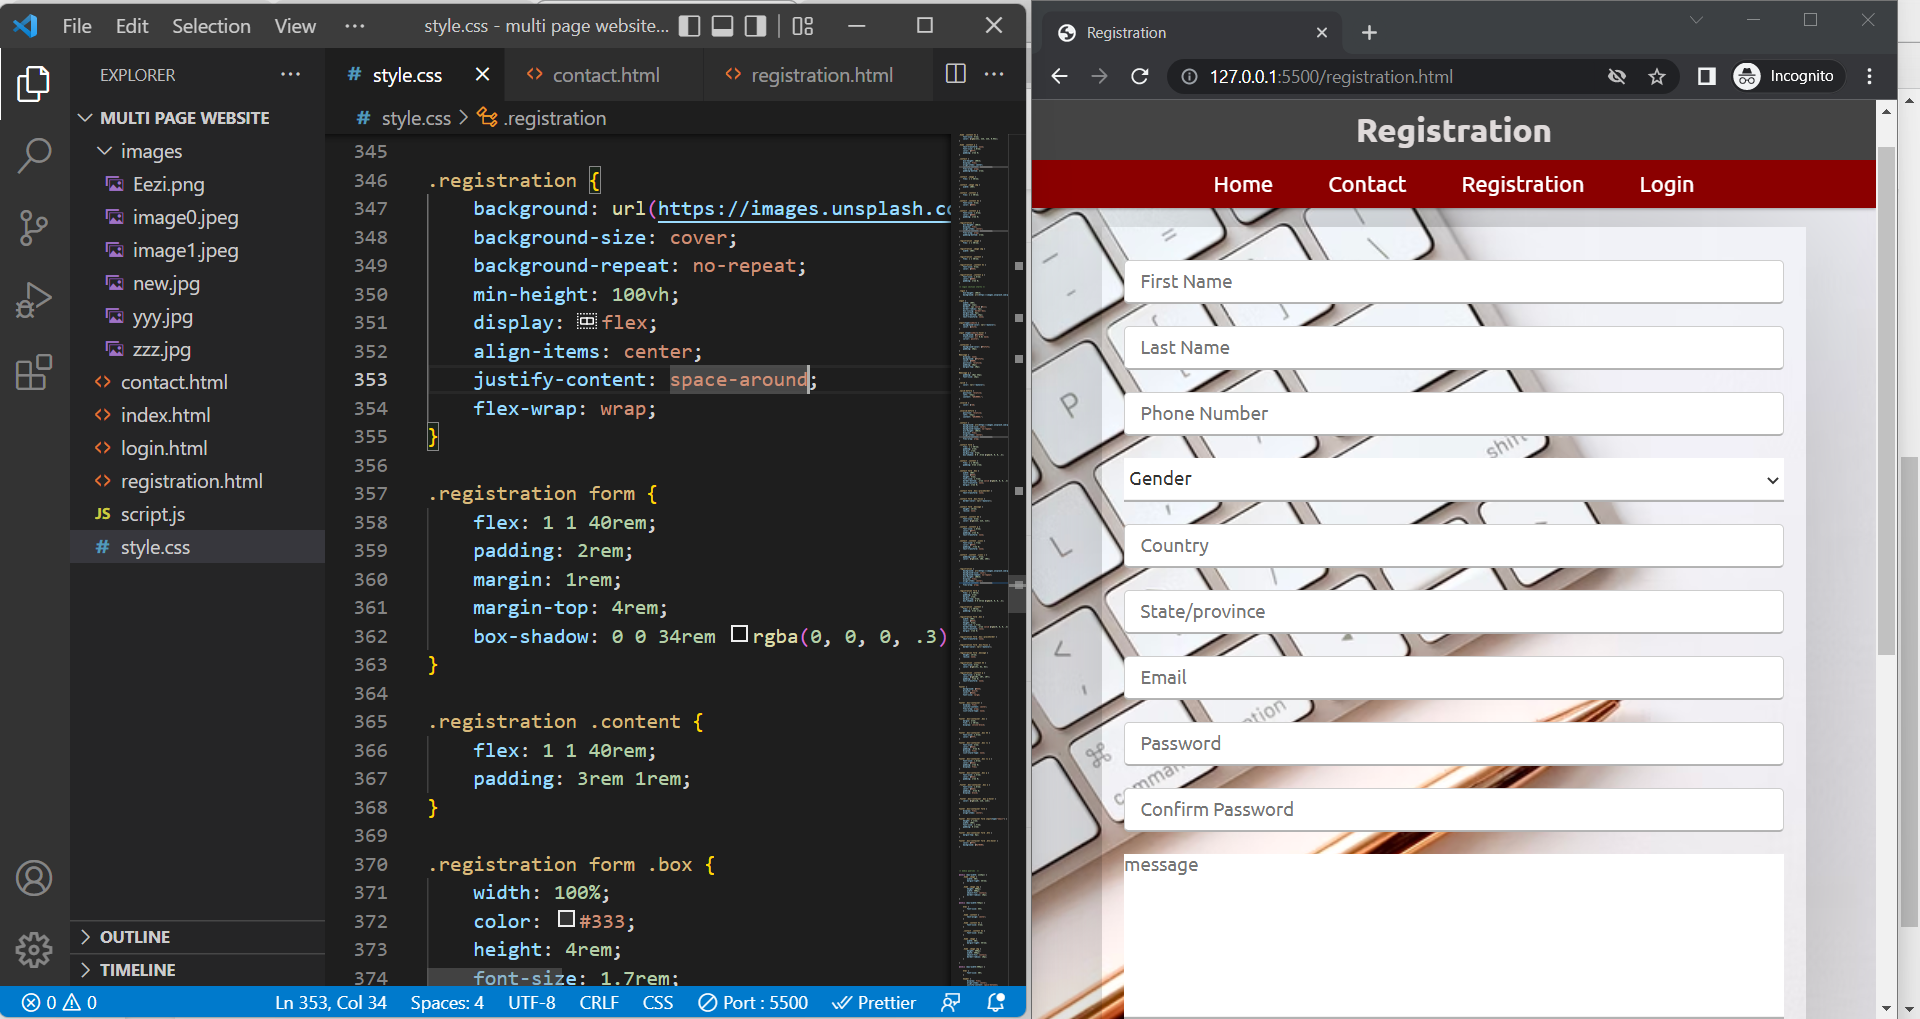 File Edit Selection View ··· style.css - multi page website...
EXPLORER ···
MULTI PAGE WEBSITE
images
Eezi.png
image0.jpeg
image1.jpeg
new.jpg
yyy.jpg
zzz.jpg
<> contact.html
<> index.html
<> login.html
<> registration.html
JS script.js
# style.css
OUTLINE
TIMELINE
# style.css <> contact.html <> registration.html ···
# style.css > .registration
345
346 .registration {
347 background: url(https://images.unsplash.co
348 background-size: cover;
349 background-repeat: no-repeat;
350 min-height: 100vh;
351 display: flex;
352 align-items: center;
353 justify-content: space-around;
354 flex-wrap: wrap;
355 }
356
357 .registration form {
358 flex: 1 1 40rem;
359 padding: 2rem;
360 margin: 1rem;
361 margin-top: 4rem;
362 box-shadow: 0 0 34rem rgba(0, 0, 0, .3)
363 }
364
365 .registration .content {
366 flex: 1 1 40rem;
367 padding: 3rem 1rem;
368 }
369
370 .registration form .box {
371 width: 100%;
372 color: #333;
373 height: 4rem;
374 font-size: 1.7rem;
0 0 Ln 353, Col 34 Spaces: 4 UTF-8 CRLF CSS Port : 5500 Prettier
Registration
127.0.0.1:5500/registration.html Incognito
Registration
Home Contact Registration Login
First Name
Last Name
Phone Number
shift
Gender
Country
State/province
Email
option
Password
command
Confirm Password
message
P
L